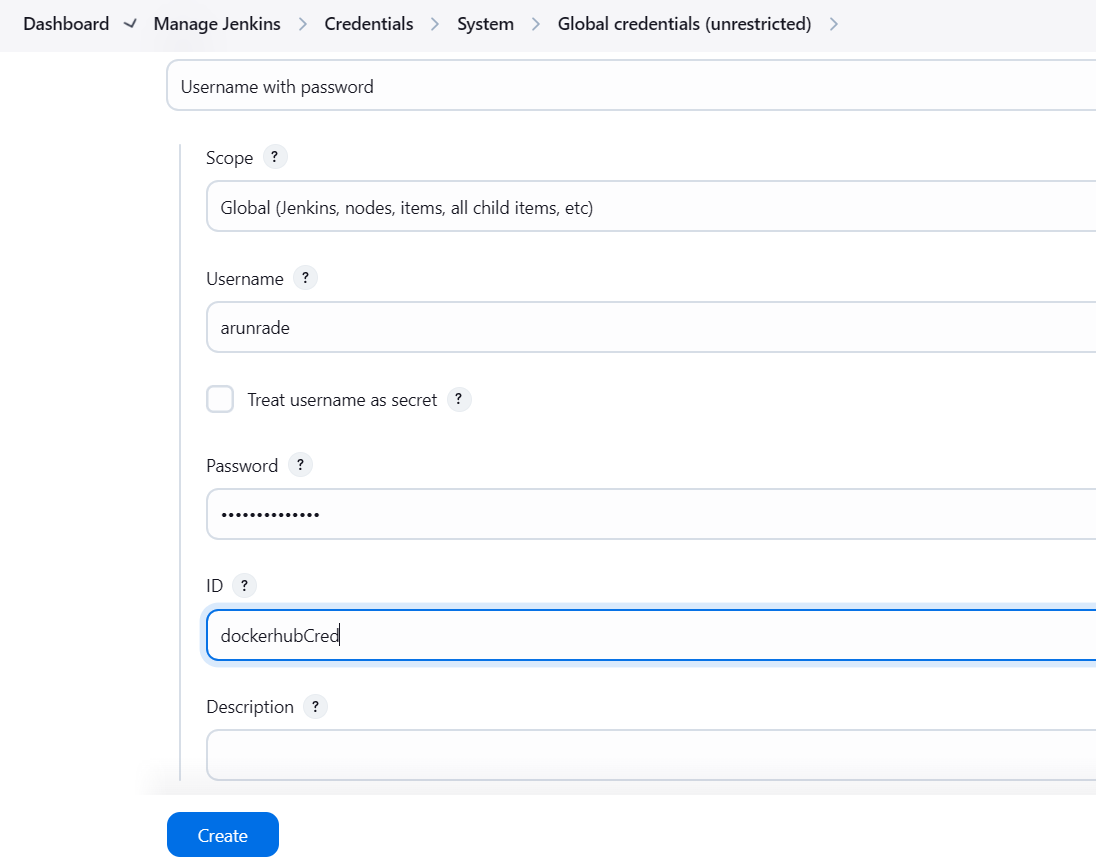 Dashboard Manage Jenkins Credentials System Global credentials (unrestricted)
Username with password
Scope ?
Global (Jenkins, nodes, items, all child items, etc)
Username ?
arunrade
Treat username as secret ?
Password ?
••••••••••••••
ID ?
dockerhubCred
Description ?
Create